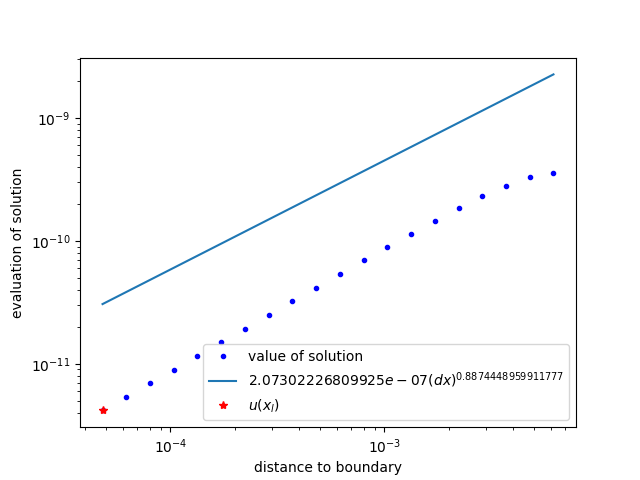 10⁻⁹
10⁻¹⁰
10⁻¹¹
evaluation of solution
value of solution
2.07302226809925e − 07(dx)^0.8874448959911777
u(x_l)
10⁻⁴
10⁻³
distance to boundary